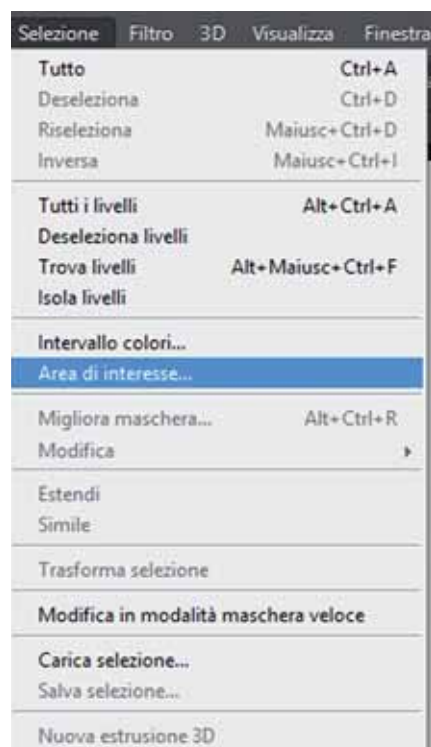 Selezione Filtro 3D Visualizza Finestra
Tutto Ctrl+A
Deseleziona Ctrl+D
Riseleziona Maiusc+Ctrl+D
Inversa Maiusc+Ctrl+I
Tutti i livelli Alt+Ctrl+A
Deseleziona livelli
Trova livelli Alt+Maiusc+Ctrl+F
Isola livelli
Intervallo colori...
Area di interesse...
Migliora maschera... Alt+Ctrl+R
Modifica
Estendi
Simile
Trasforma selezione
Modifica in modalità maschera veloce
Carica selezione...
Salva selezione...
Nuova estrusione 3D